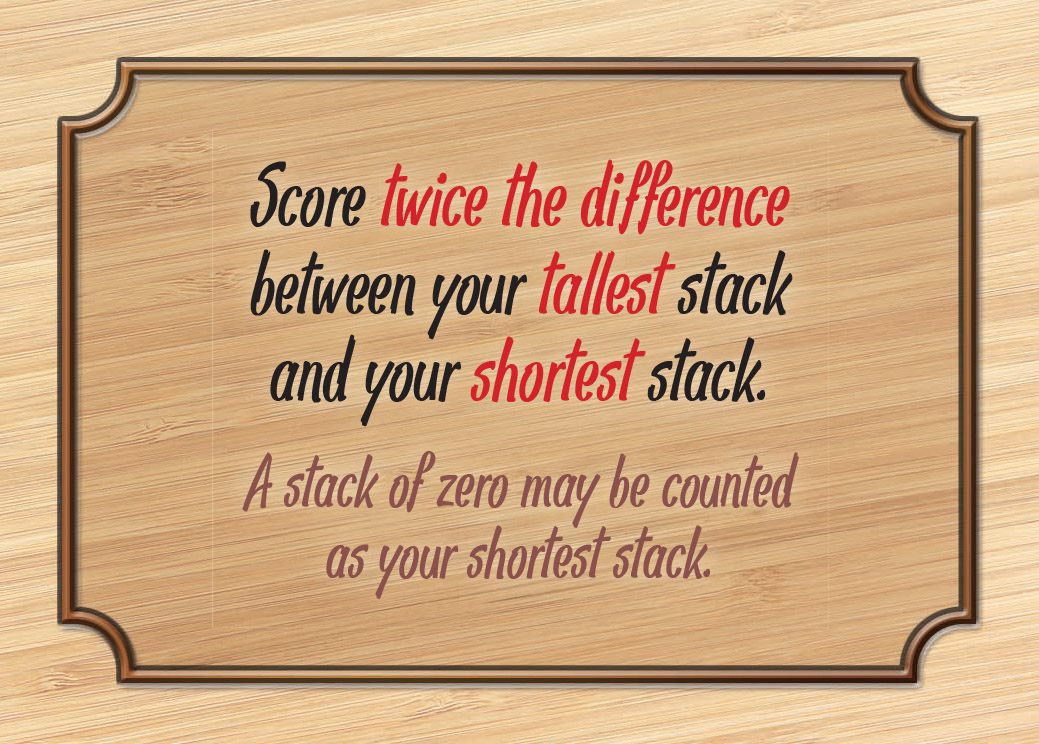 Score twice the difference
between your tallest stack
and your shortest stack.
A stack of zero may be counted
as your shortest stack.